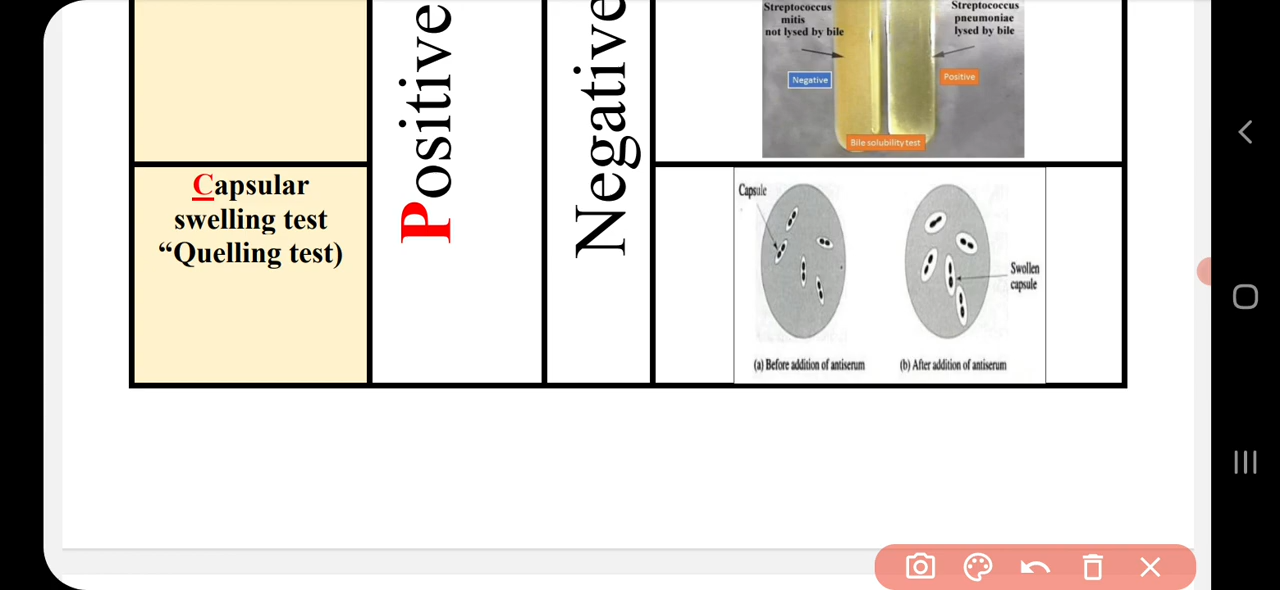 Streptococcus
mitis
not lysed by bile
Streptococcus
pneumoniae
lysed by bile
Negative
Positive
Bile solubility test
Capsular
swelling test
“Quelling test)
Positive
Negative
Capsule
Swollen
capsule
(a) Before addition of antiserum
(b) After addition of antiserum